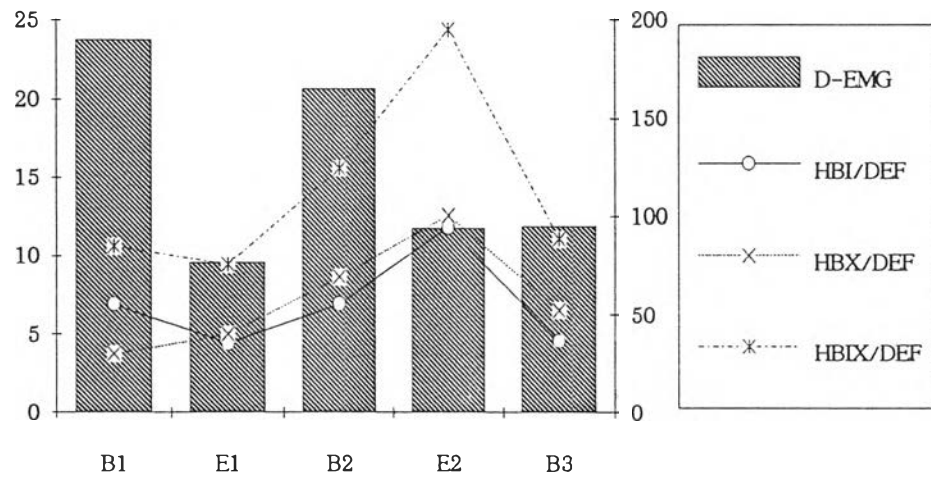 25
20
15
10
5
0
200
150
100
50
0
B1 E1 B2 E2 B3
D-EMG
HBI/DEF
HBX/DEF
HBIX/DEF